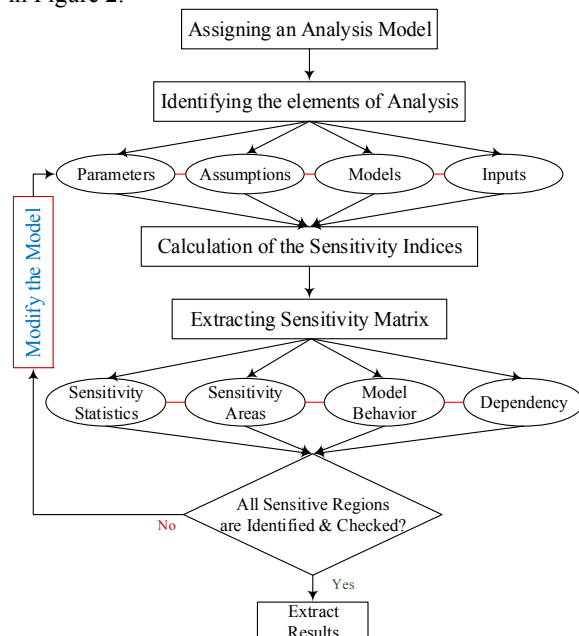 in Figure 2.
Assigning an Analysis Model
Identifying the elements of Analysis
Parameters
Assumptions
Models
Inputs
Calculation of the Sensitivity Indices
Modify the Model
Extracting Sensitivity Matrix
Sensitivity
Statistics
Sensitivity
Areas
Model
Behavior
Dependency
All Sensitive Regions
are Identified & Checked?
No
Yes
Extract
Results